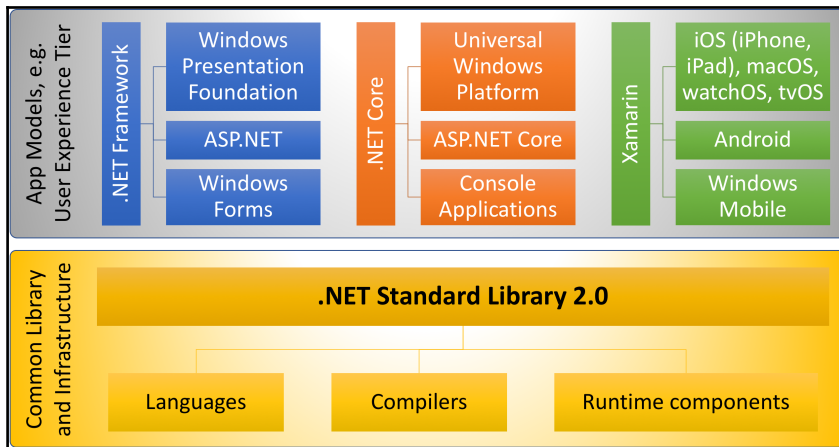 App Models, e.g.
User Experience Tier
.NET Framework
Windows
Presentation
Foundation
ASP.NET
Windows
Forms
.NET Core
Universal
Windows
Platform
ASP.NET Core
Console
Applications
Xamarin
iOS (iPhone,
iPad), macOS,
watchOS, tvOS
Android
Windows
Mobile
Common Library
and Infrastructure
.NET Standard Library 2.0
Languages
Compilers
Runtime components